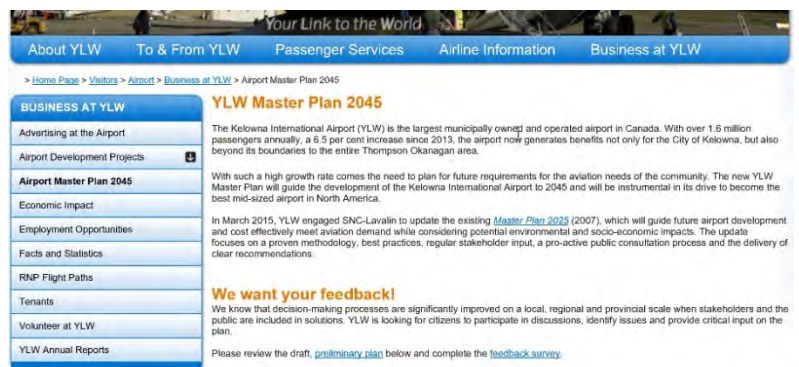 Your Link to the World
About YLW To & From YLW Passenger Services Airline Information Business at YLW
> Home Page > Visitors > Airport > Business at YLW > Airport Master Plan 2045
BUSINESS AT YLW
Advertising at the Airport
Airport Development Projects
Airport Master Plan 2045
Economic Impact
Employment Opportunities
Facts and Statistics
RNP Flight Paths
Tenants
Volunteer at YLW
YLW Annual Reports
YLW Master Plan 2045
The Kelowna International Airport (YLW) is the largest municipally owned and operated airport in Canada. With over 1.6 million
passengers annually, a 6.5 per cent increase since 2013, the airport now generates benefits not only for the City of Kelowna, but also
beyond its boundaries to the entire Thompson Okanagan area.
With such a high growth rate comes the need to plan for future requirements for the aviation needs of the community. The new YLW
Master Plan will guide the development of the Kelowna International Airport to 2045 and will be instrumental in its drive to become the
best mid-sized airport in North America.
In March 2015, YLW engaged SNC-Lavalin to update the existing Master Plan 2025 (2007), which will guide future airport development
and cost effectively meet aviation demand while considering potential environmental and socio-economic impacts. The update
focuses on a proven methodology, best practices, regular stakeholder input, a pro-active public consultation process and the delivery of
clear recommendations.
We want your feedback!
We know that decision-making processes are significantly improved on a local, regional and provincial scale when stakeholders and the
public are included in solutions. YLW is looking for citizens to participate in discussions, identify issues and provide critical input on the
plan.
Please review the draft, preliminary plan below and complete the feedback survey.